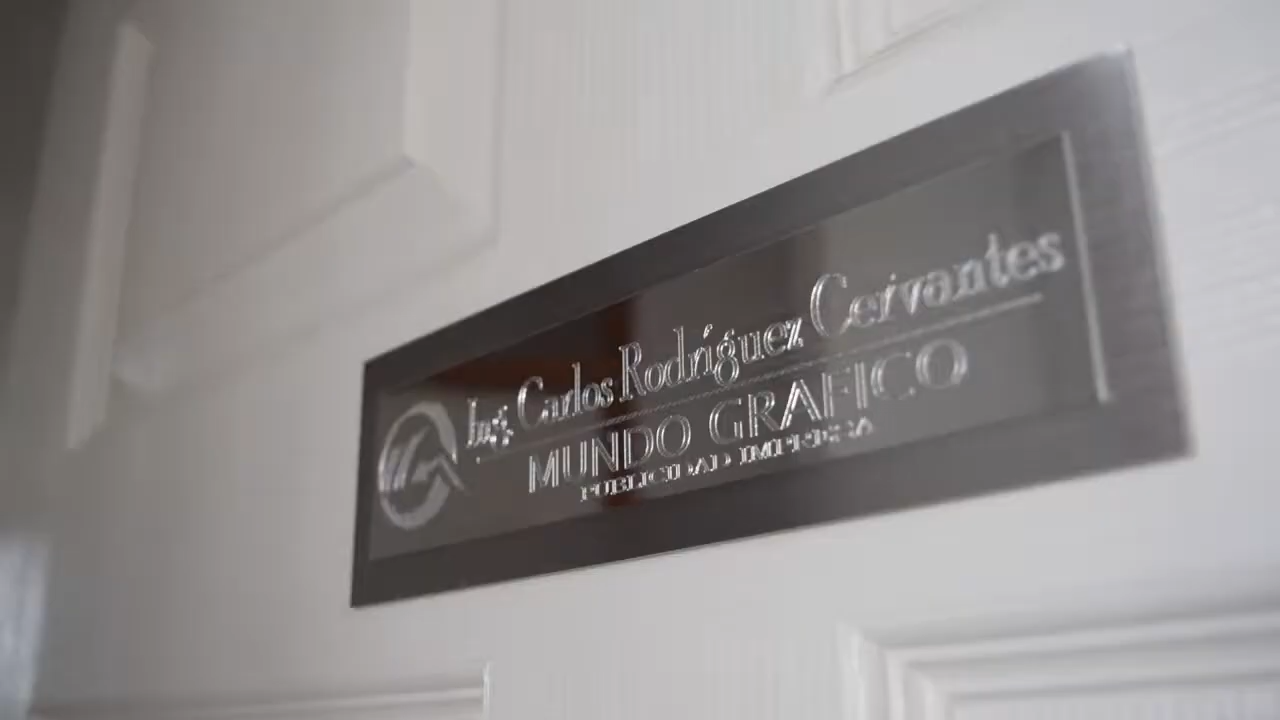 Ing. Carlos Rodríguez Cervantes
MUNDO GRAFICO
PUBLICIDAD IMPRESA